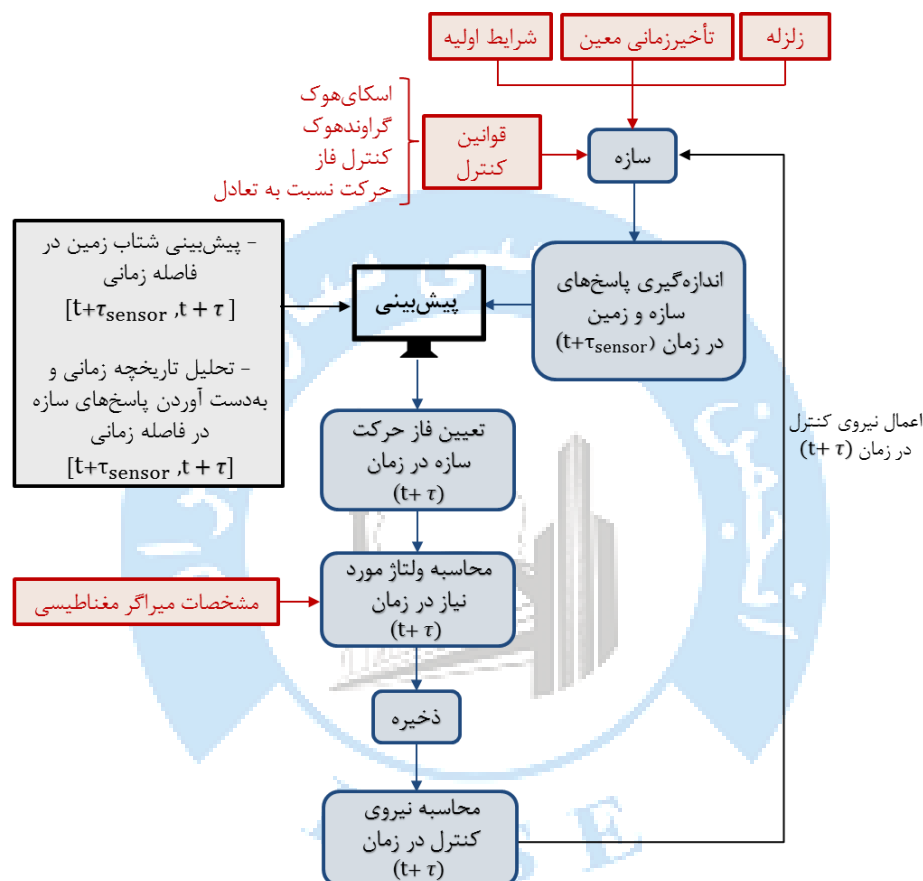 شرایط اولیه
تأخیرزمانی معین
زلزله
اسکای‌هوک
گراوندهوک
کنترل فاز
حرکت نسبت به تعادل
قوانین
کنترل
سازه
- پیش‌بینی شتاب زمین در
فاصله زمانی
[t+τsensor ,t + τ ]
- تحلیل تاریخچه زمانی و
به‌دست آوردن پاسخ‌های سازه
در فاصله زمانی
[t+τsensor ,t + τ]
پیش‌بینی
اندازه‌گیری پاسخ‌های
سازه و زمین
در زمان (t+τsensor)
تعیین فاز حرکت
سازه در زمان
(t+ τ)
اعمال نیروی کنترل
در زمان (t+ τ)
مشخصات میراگر مغناطیسی
محاسبه ولتاژ مورد
نیاز در زمان
(t+ τ)
ذخیره
محاسبه نیروی
کنترل در زمان
(t+ τ)